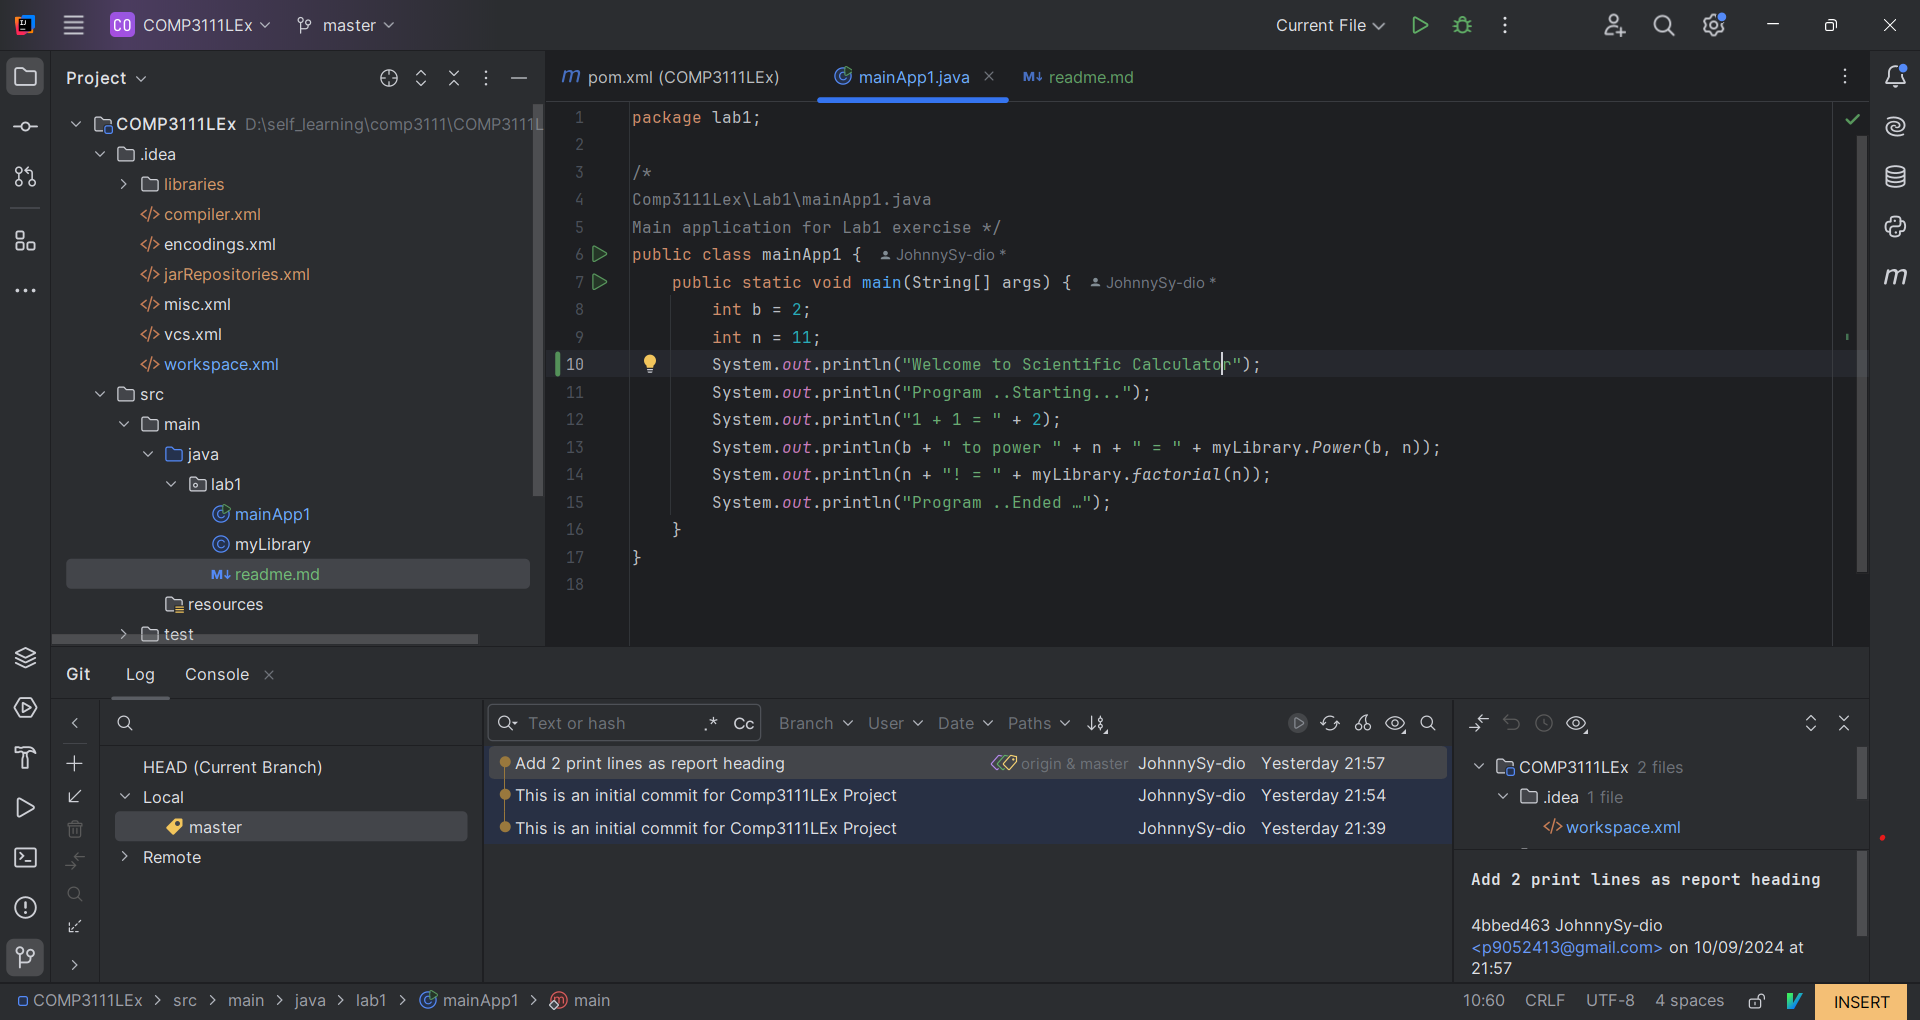 CO COMP3111LEx master Current File
Project
pom.xml (COMP3111LEx) mainApp1.java readme.md
COMP3111LEx D:\self_learning\comp3111\COMP3111L
.idea
libraries
compiler.xml
encodings.xml
jarRepositories.xml
misc.xml
vcs.xml
workspace.xml
src
main
java
lab1
mainApp1
myLibrary
readme.md
resources
test
1 package lab1;
2
3 /*
4 Comp3111Lex\Lab1\mainApp1.java
5 Main application for Lab1 exercise */
6 public class mainApp1 { JohnnySy-dio *
7 public static void main(String[] args) { JohnnySy-dio *
8 int b = 2;
9 int n = 11;
10 System.out.println("Welcome to Scientific Calculator");
11 System.out.println("Program ..Starting...");
12 System.out.println("1 + 1 = " + 2);
13 System.out.println(b + " to power " + n + " = " + myLibrary.Power(b, n));
14 System.out.println(n + "! = " + myLibrary.factorial(n));
15 System.out.println("Program ..Ended …");
16 }
17 }
18
Git Log Console
Text or hash .* Cc Branch User Date Paths
HEAD (Current Branch)
Local
master
Remote
Add 2 print lines as report heading origin & master JohnnySy-dio Yesterday 21:57
This is an initial commit for Comp3111LEx Project JohnnySy-dio Yesterday 21:54
This is an initial commit for Comp3111LEx Project JohnnySy-dio Yesterday 21:39
COMP3111LEx 2 files
.idea 1 file
workspace.xml
Add 2 print lines as report heading
4bbed463 JohnnySy-dio
<p9052413@gmail.com> on 10/09/2024 at
21:57
COMP3111LEx > src > main > java > lab1 > mainApp1 > main 10:60 CRLF UTF-8 4 spaces INSERT